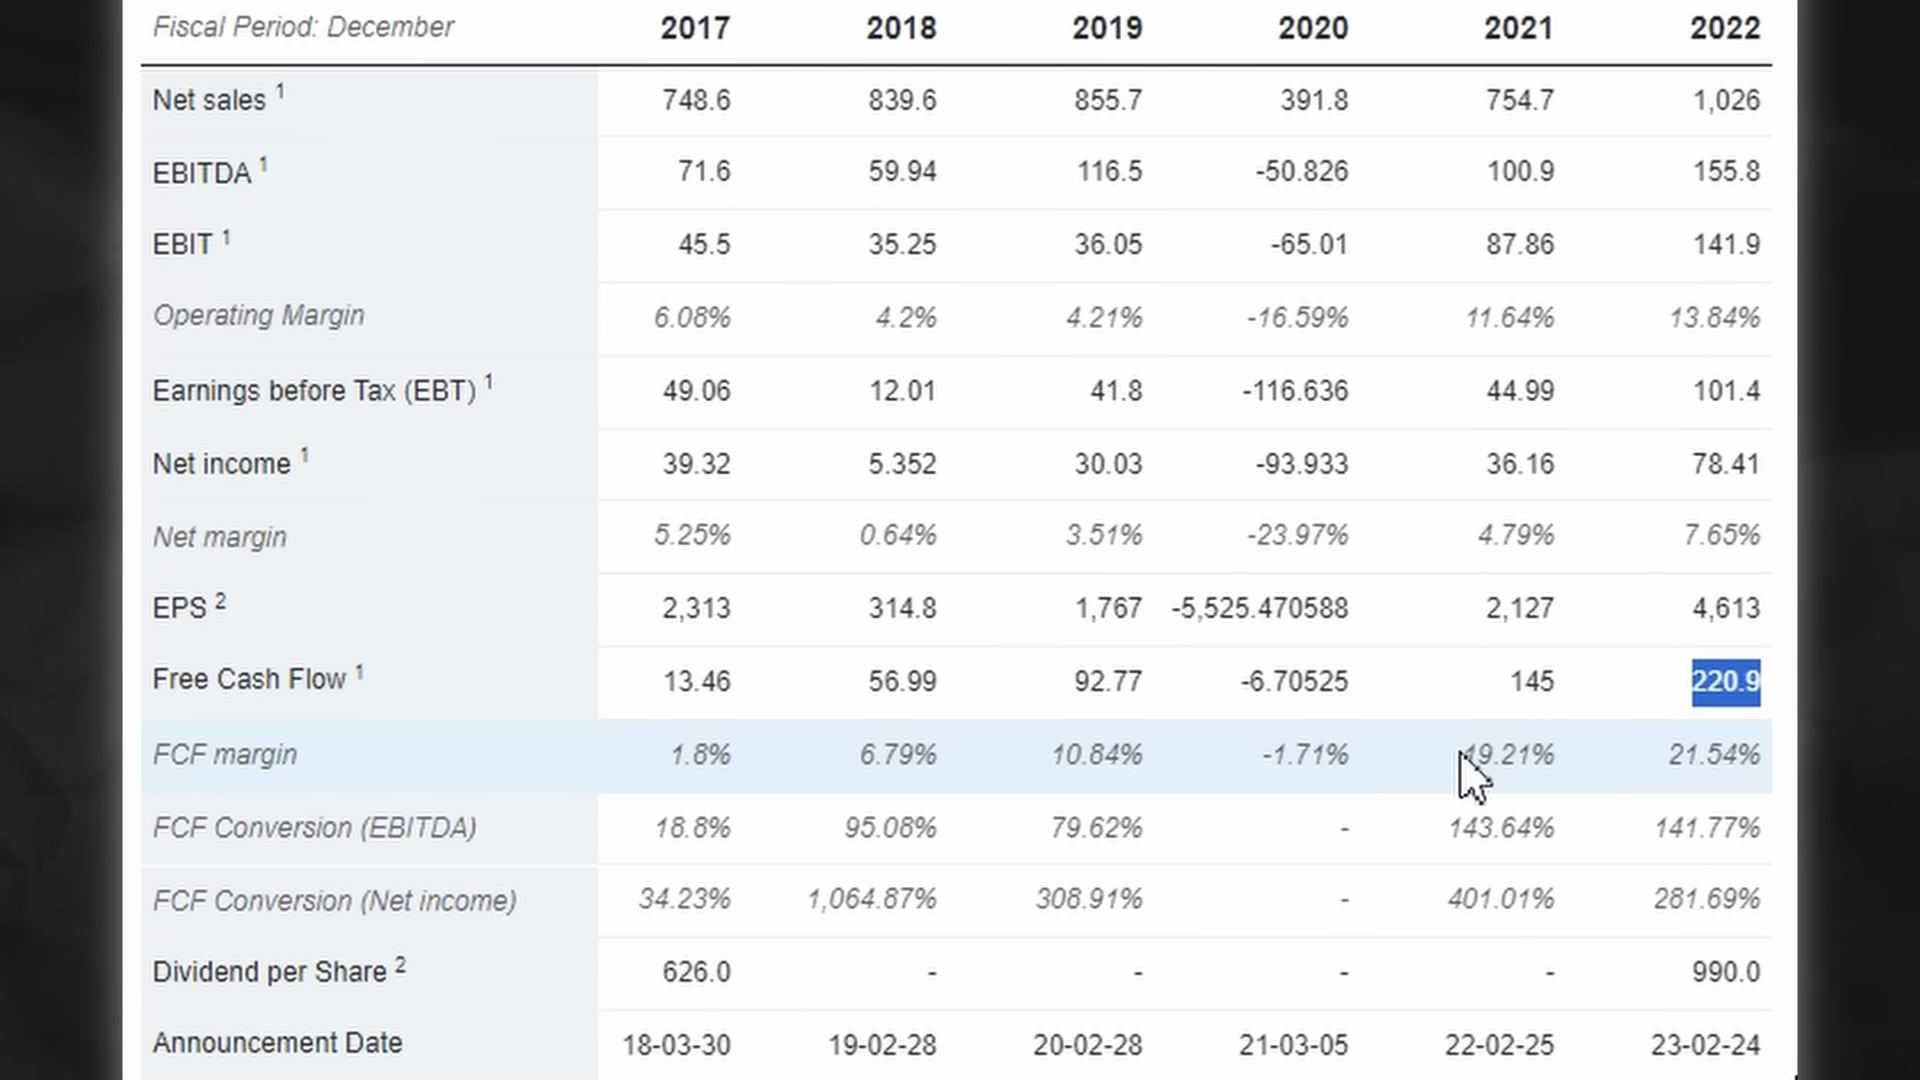 Fiscal Period: December 2017 2018 2019 2020 2021 2022
Net sales 1 748.6 839.6 855.7 391.8 754.7 1,026
EBITDA 1 71.6 59.94 116.5 -50.826 100.9 155.8
EBIT 1 45.5 35.25 36.05 -65.01 87.86 141.9
Operating Margin 6.08% 4.2% 4.21% -16.59% 11.64% 13.84%
Earnings before Tax (EBT) 1 49.06 12.01 41.8 -116.636 44.99 101.4
Net income 1 39.32 5.352 30.03 -93.933 36.16 78.41
Net margin 5.25% 0.64% 3.51% -23.97% 4.79% 7.65%
EPS 2 2,313 314.8 1,767 -5,525.470588 2,127 4,613
Free Cash Flow 1 13.46 56.99 92.77 -6.70525 145 220.9
FCF margin 1.8% 6.79% 10.84% -1.71% 19.21% 21.54%
FCF Conversion (EBITDA) 18.8% 95.08% 79.62% - 143.64% 141.77%
FCF Conversion (Net income) 34.23% 1,064.87% 308.91% - 401.01% 281.69%
Dividend per Share 2 626.0 - - - - 990.0
Announcement Date 18-03-30 19-02-28 20-02-28 21-03-05 22-02-25 23-02-24